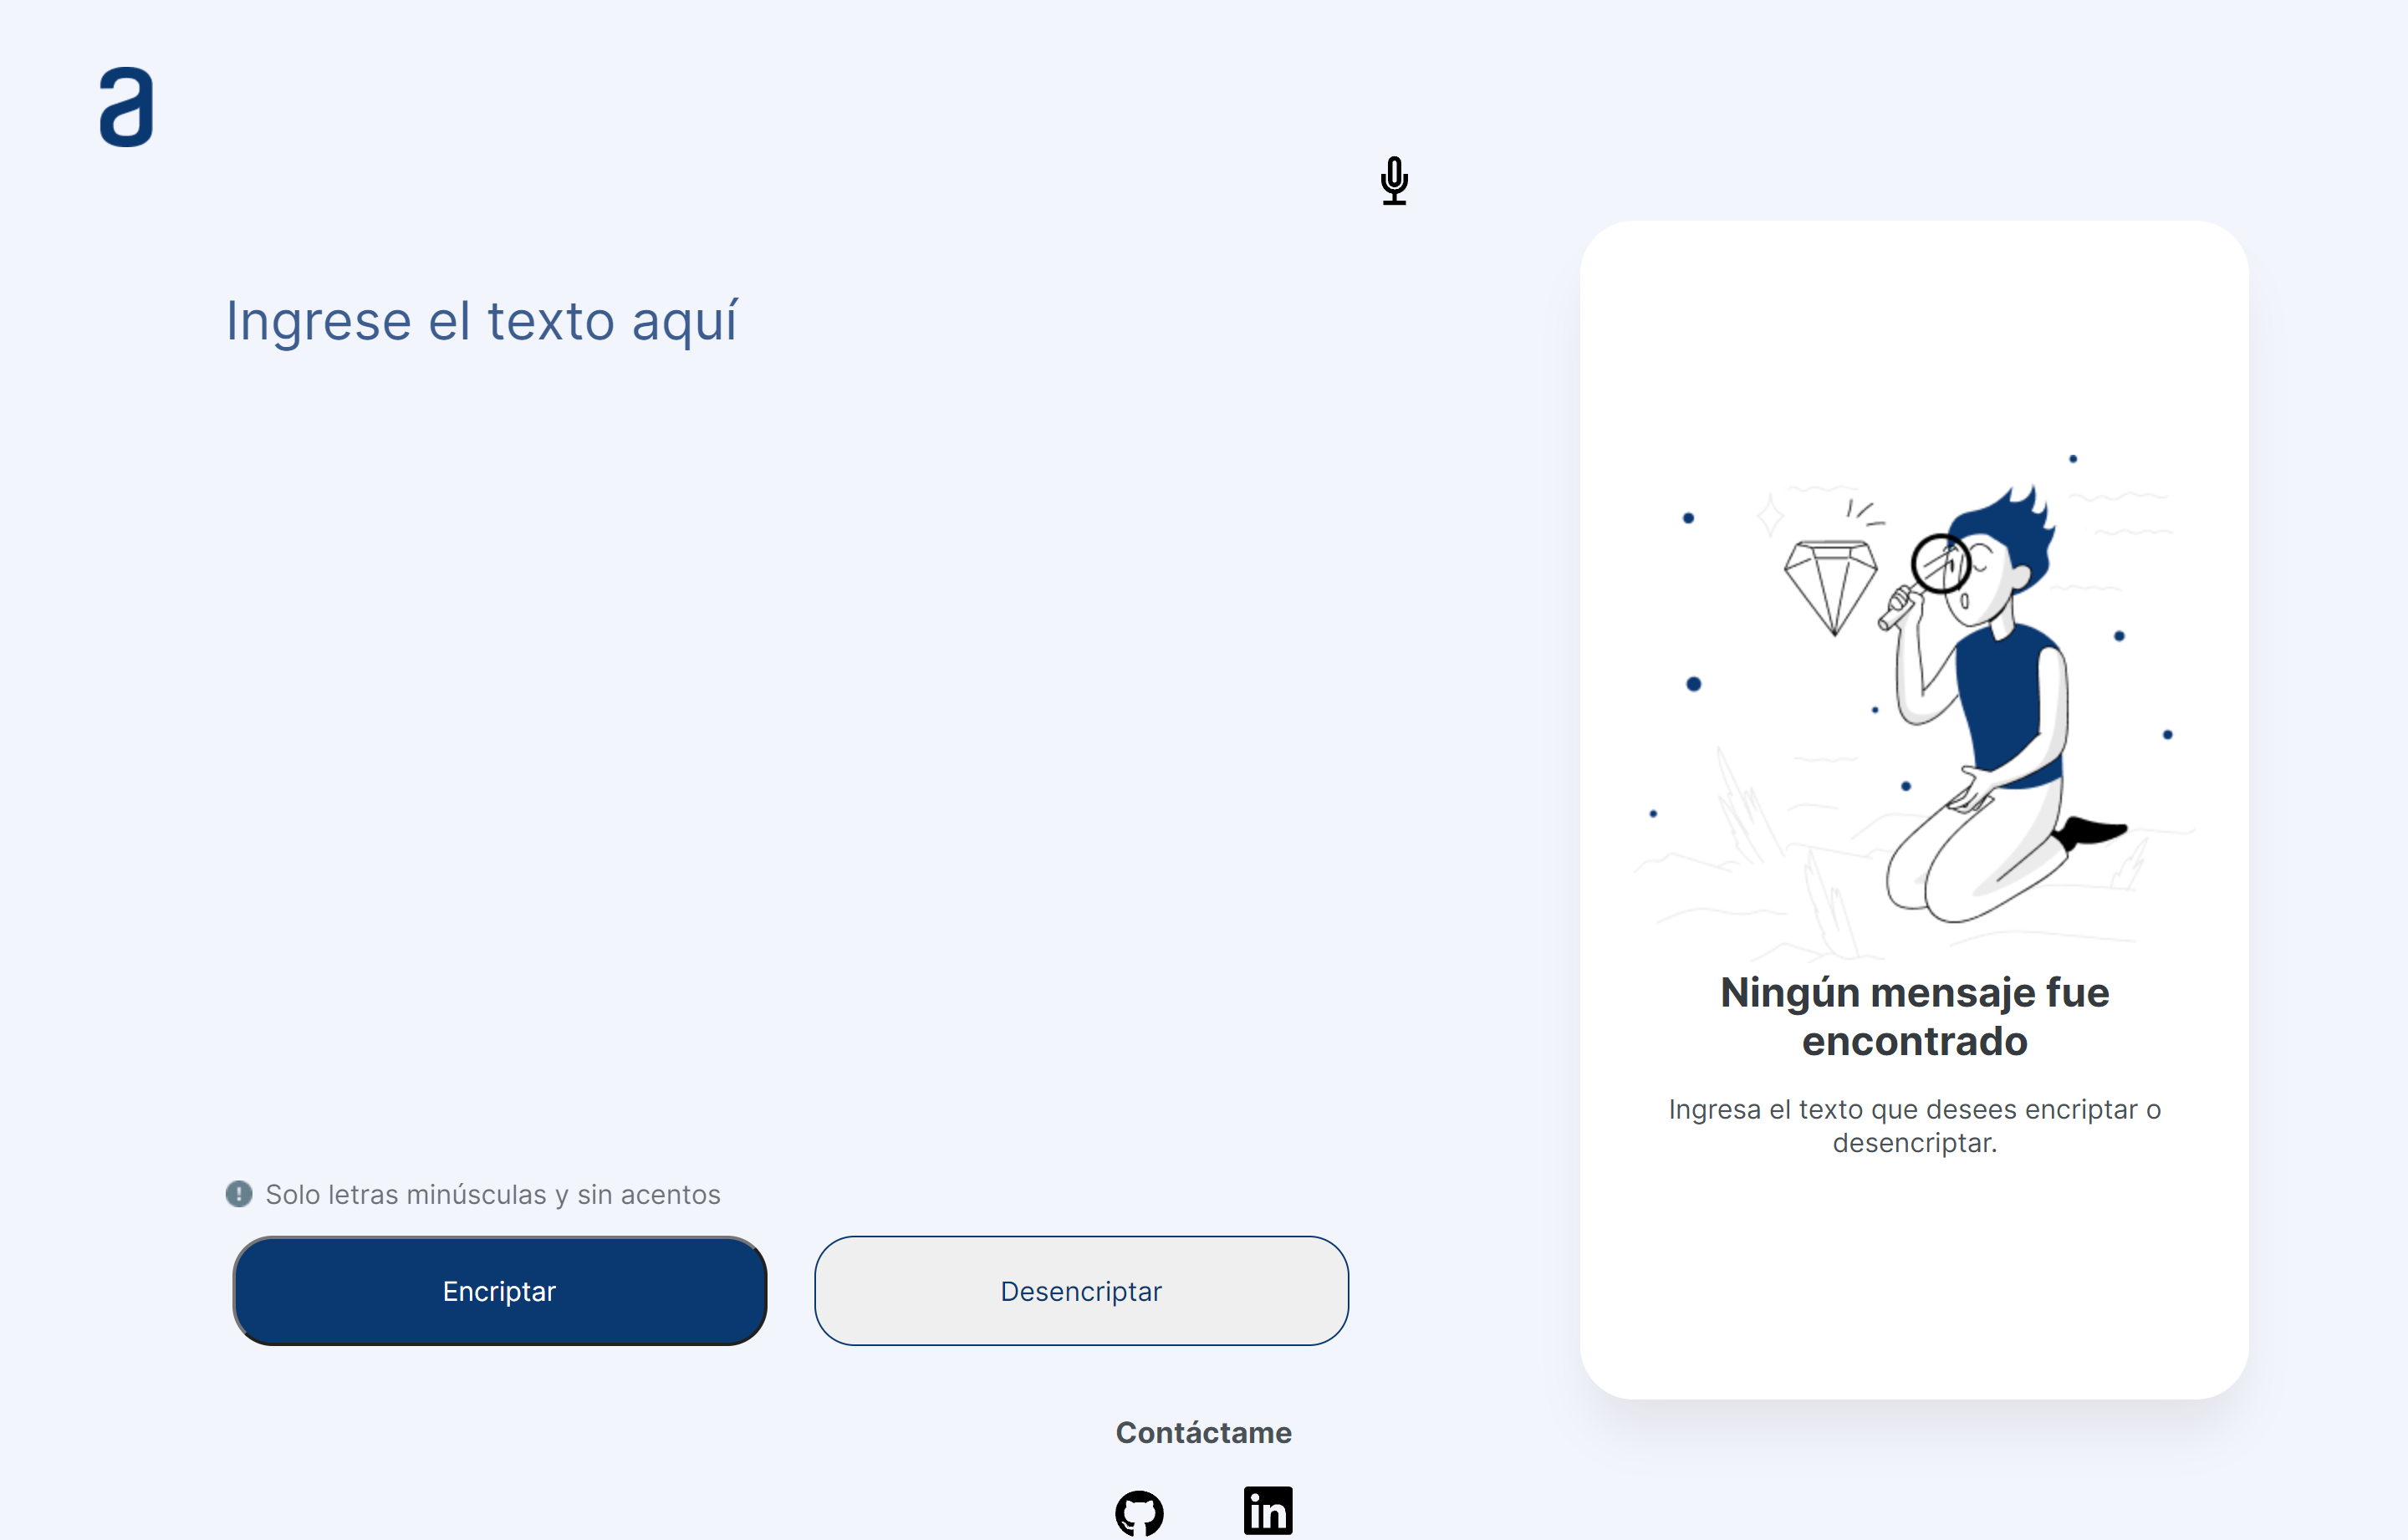 a
Ingrese el texto aquí
Solo letras minúsculas y sin acentos
Encriptar
Desencriptar
Ningún mensaje fue
encontrado
Ingresa el texto que desees encriptar o
desencriptar.
Contáctame
in